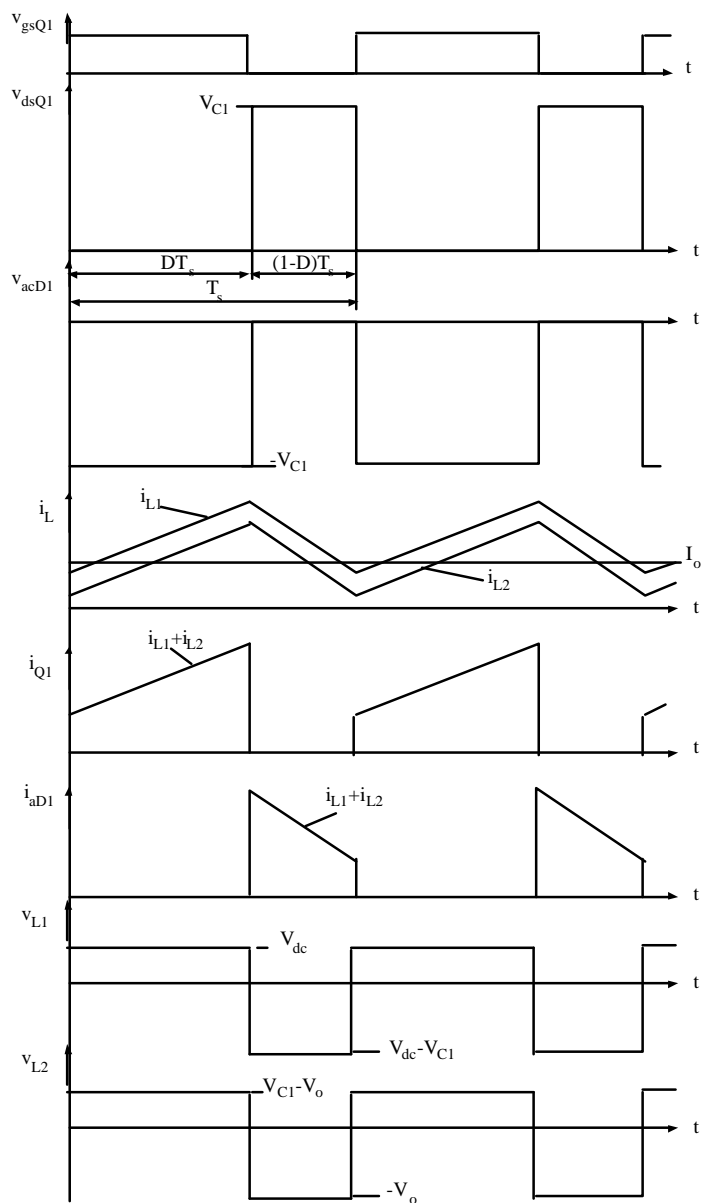 v_gsQ1
t
v_dsQ1
V_C1
t
DT_s
(1-D)T_s
v_acD1
T_s
t
-V_C1
i_L1
i_L
I_o
i_L2
t
i_L1+i_L2
i_Q1
t
i_aD1
i_L1+i_L2
t
v_L1
V_dc
t
V_dc-V_C1
v_L2
V_C1-V_o
t
-V_o